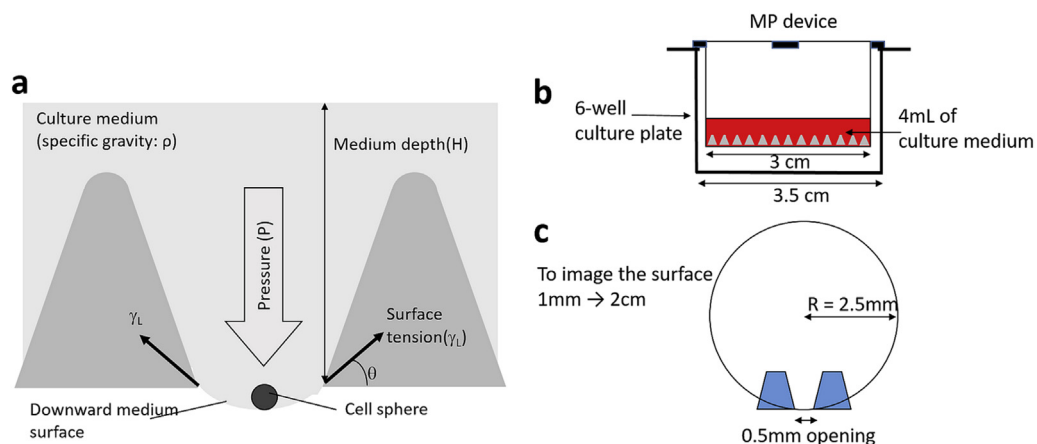 a
Culture medium
(specific gravity: ρ)
Medium depth(H)
Pressure (P)
γL
Surface
tension(γL)
θ
Downward medium
surface
Cell sphere
MP device
b
6-well
culture plate
4mL of
culture medium
3 cm
3.5 cm
c
To image the surface
1mm → 2cm
R = 2.5mm
0.5mm opening